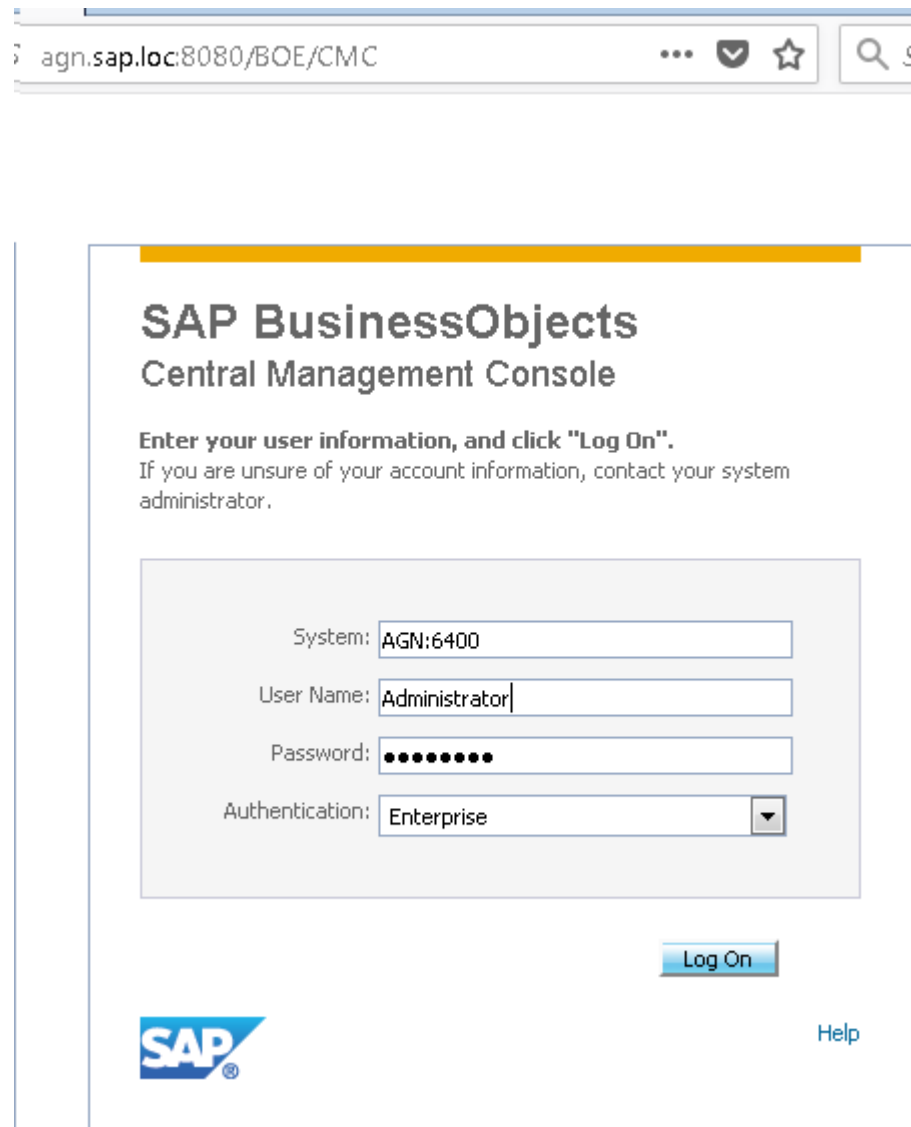 agn.sap.loc:8080/BOE/CMC
SAP BusinessObjects
Central Management Console
Enter your user information, and click "Log On".
If you are unsure of your account information, contact your system
administrator.
System: AGN:6400
User Name: Administrator
Password: ●●●●●●●●
Authentication: Enterprise
Log On
SAP®
Help